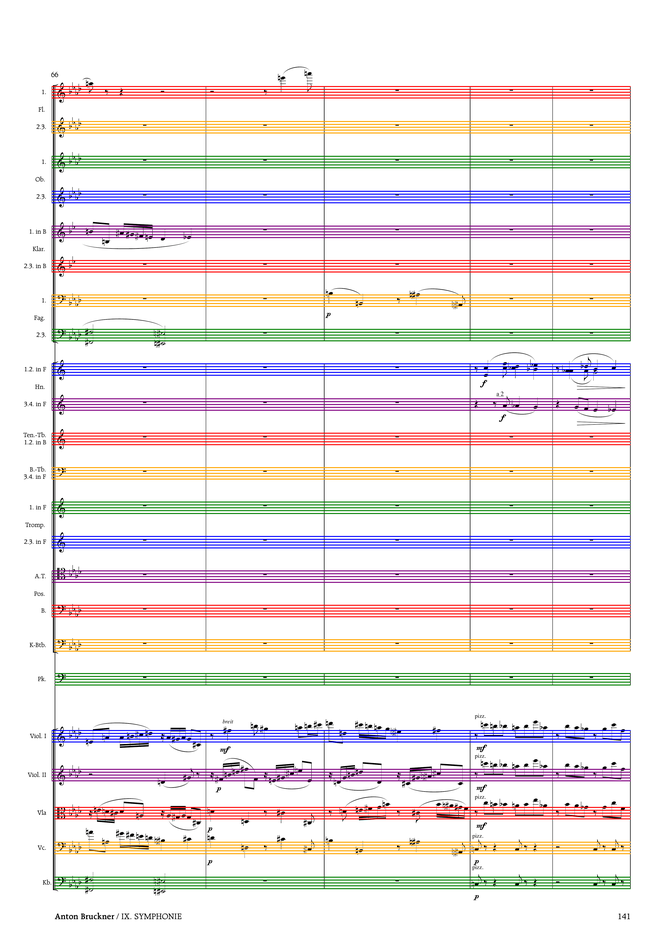 66
1.
Fl.
2.3.
1.
Ob.
2.3.
1. in B
Klar.
2.3. in B
1.
p
Fag.
2.3.
1.2. in F
f
Hn.
a 2
3.4. in F
f
Ten.-Tb.
1.2. in B
B.-Tb.
3.4. in F
1. in F
Tromp.
2.3. in F
A.T.
Pos.
B.
K-Btb.
Pk.
breit
pizz.
Viol. I
mf
mf
pizz.
Viol. II
p
mf
pizz.
Vla
p
mf
pizz.
Vc.
p
p
pizz.
Kb.
p
Anton Bruckner / IX. SYMPHONIE
141